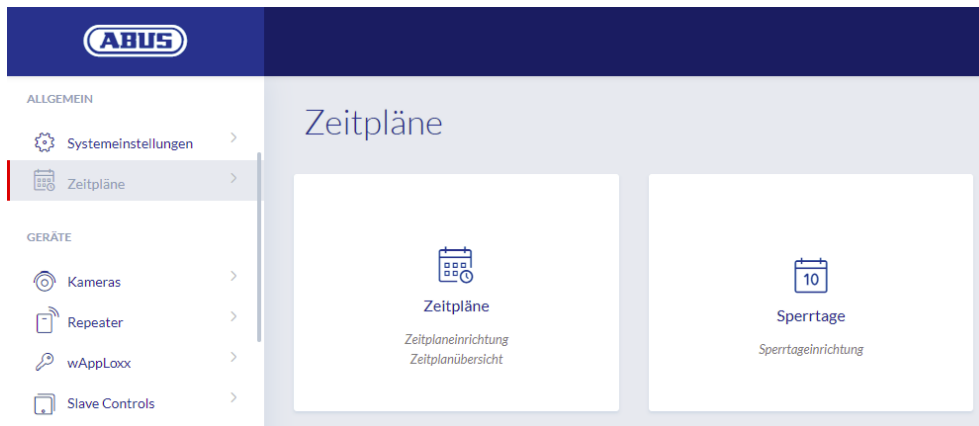 ABUS
ALLGEMEIN
Systemeinstellungen
Zeitpläne
GERÄTE
Kameras
Repeater
wAppLoxx
Slave Controls
Zeitpläne
Zeitpläne
Zeitplaneinrichtung
Zeitplanübersicht
10
Sperrtage
Sperrtageinrichtung